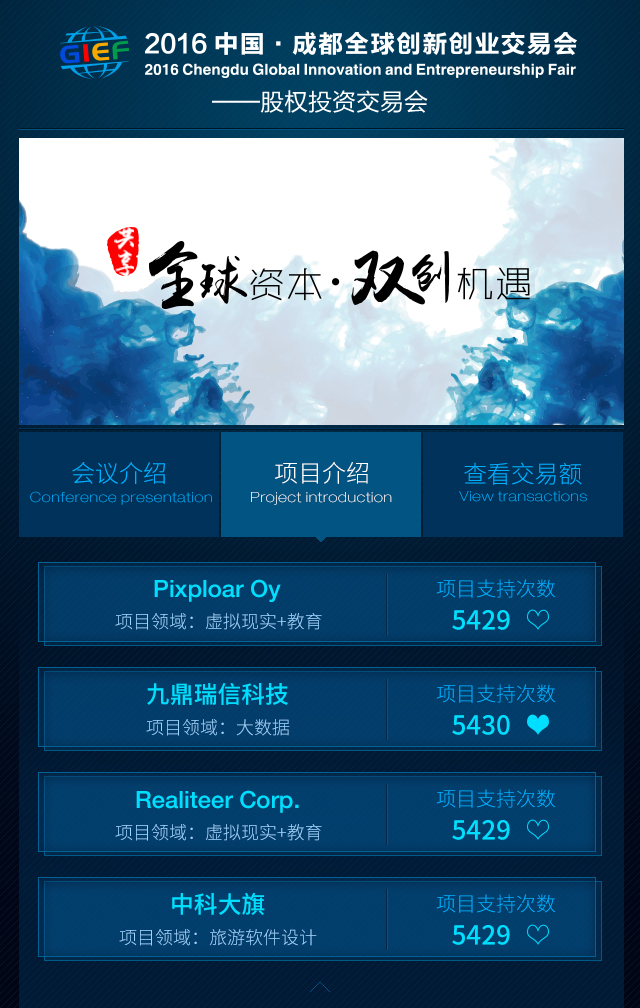 GIEF
2016 中国·成都全球创新创业交易会
2016 Chengdu Global Innovation and Entrepreneurship Fair
——股权投资交易会
共享
全球资本·双创机遇
会议介绍
Conference presentation
项目介绍
Project introduction
查看交易额
View transactions
Pixploar Oy
项目领域：虚拟现实+教育
项目支持次数
5429
九鼎瑞信科技
项目领域：大数据
项目支持次数
5430
Realiteer Corp.
项目领域：虚拟现实+教育
项目支持次数
5429
中科大旗
项目领域：旅游软件设计
项目支持次数
5429